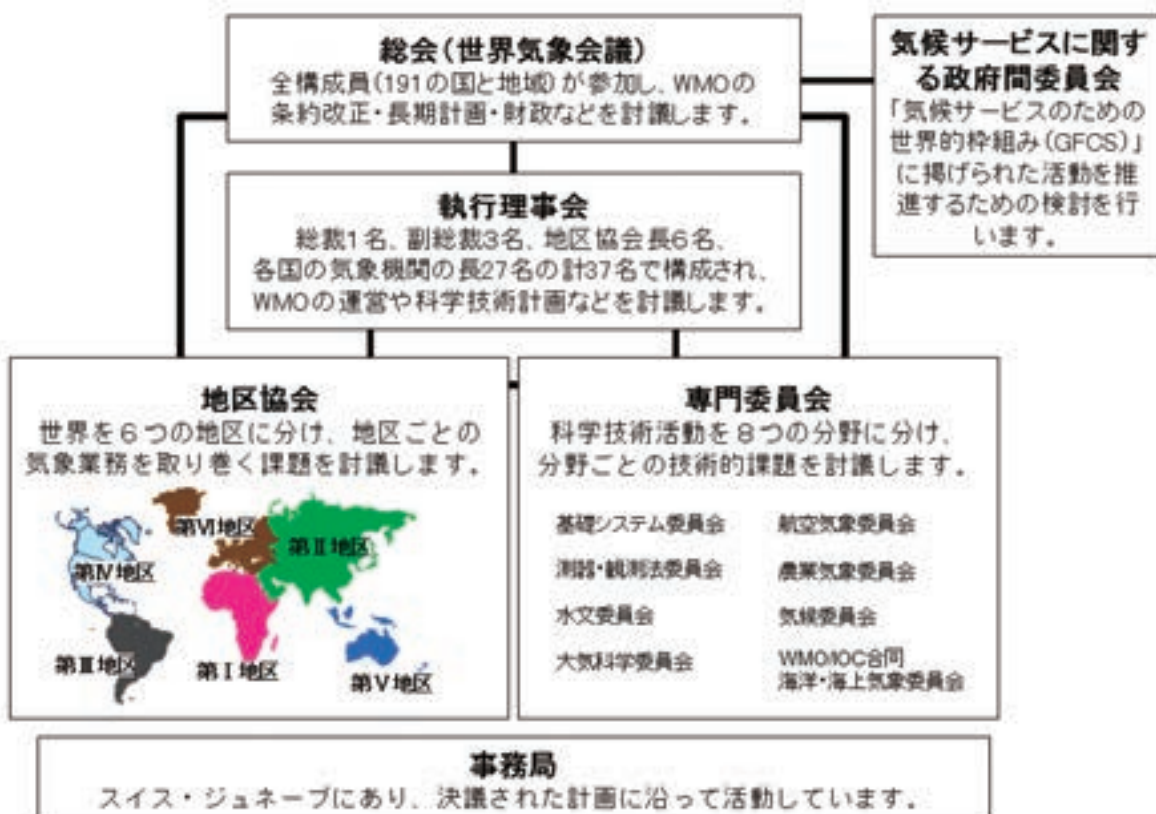 総会(世界気象会議)
全構成員(191の国と地域)が参加し、WMOの
条約改正・長期計画・財政などを討議します。
気候サービスに関す
る政府間委員会
「気候サービスのための
世界的枠組み(GFCS)」
に掲げられた活動を推
進するための検討を行
います。
執行理事会
総裁1名、副総裁3名、地区協会長6名、
各国の気象機関の長27名の計37名で構成され、
WMOの運営や科学技術計画などを討議します。
地区協会
世界を6つの地区に分け、地区ごとの
気象業務を取り巻く課題を討議します。
第Ⅵ地区
第Ⅱ地区
第Ⅳ地区
第Ⅲ地区
第Ⅰ地区
第Ⅴ地区
専門委員会
科学技術活動を8つの分野に分け、
分野ごとの技術的課題を討議します。
基礎システム委員会
航空気象委員会
測器・観測法委員会
農業気象委員会
水文委員会
気候委員会
大気科学委員会
WMO/IOC合同
海洋・海上気象委員会
事務局
スイス・ジュネーブにあり、決議された計画に沿って活動しています。